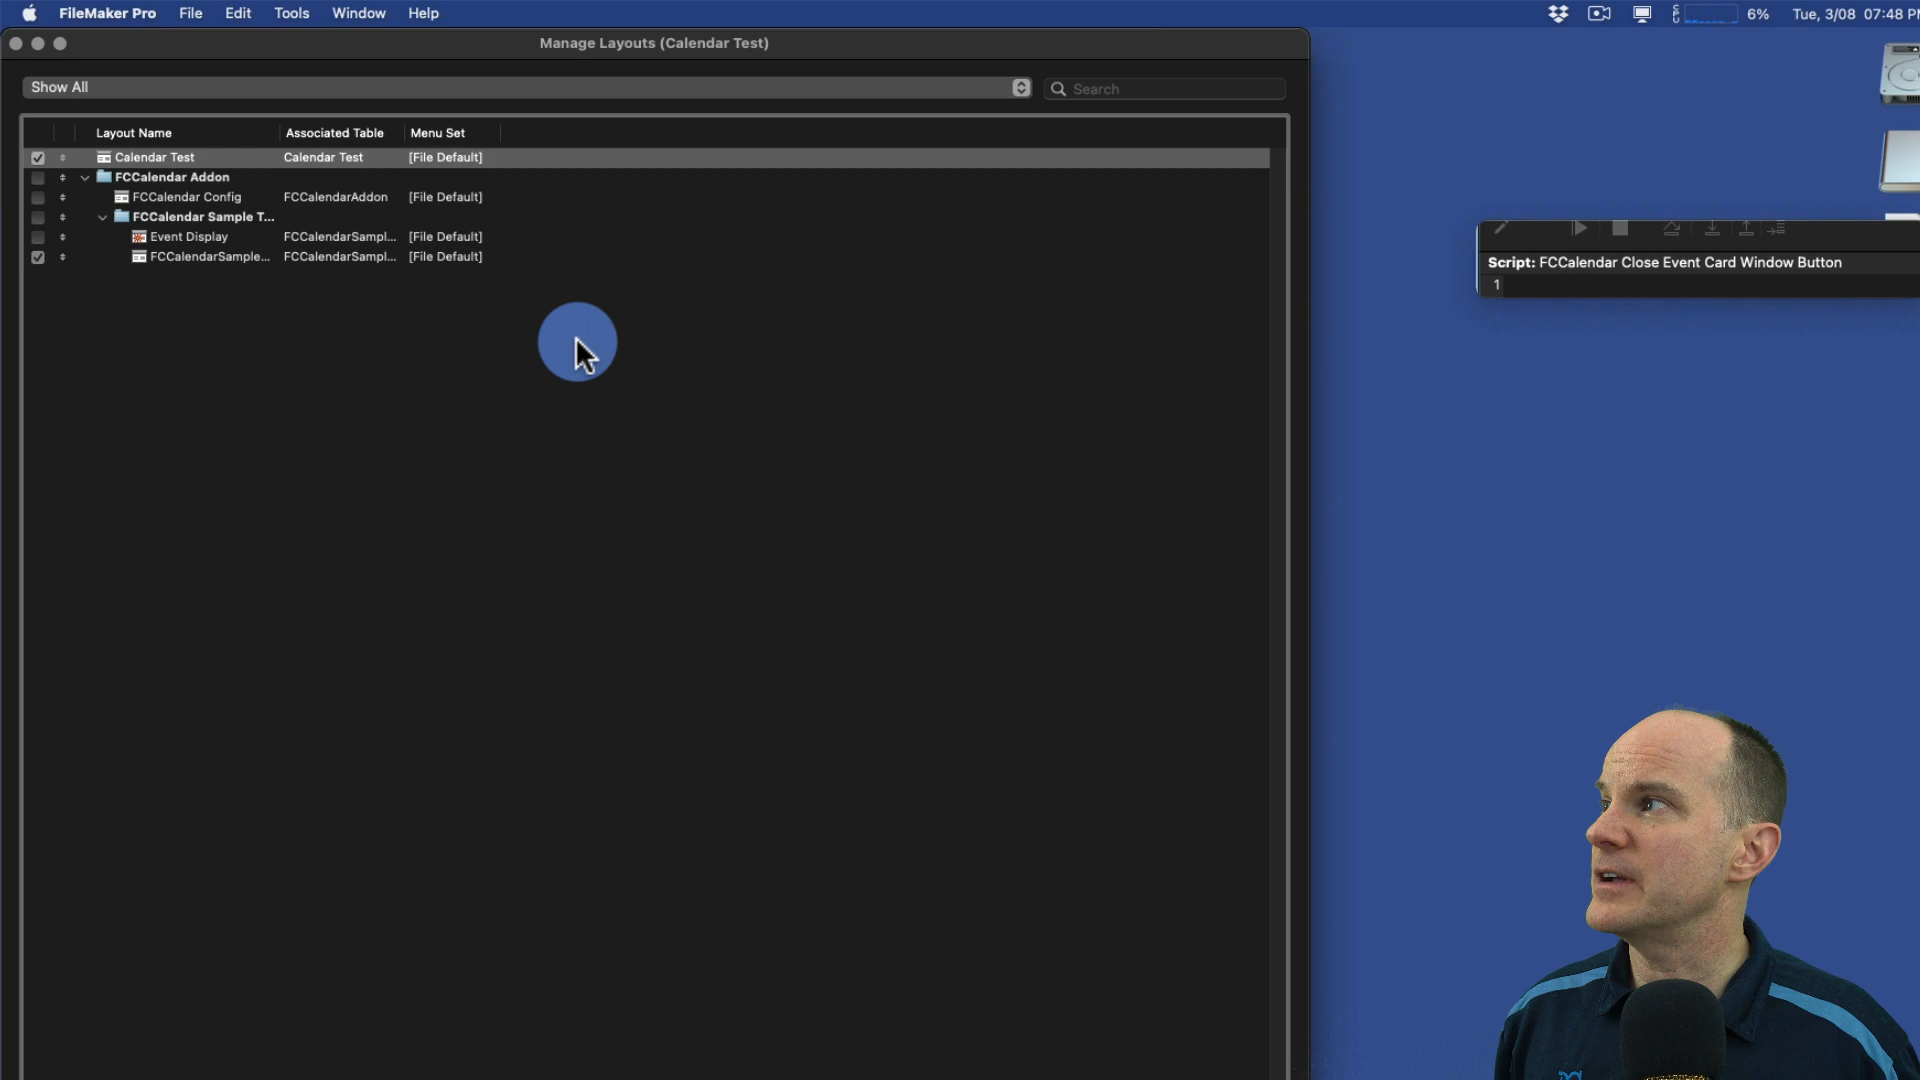 FileMaker Pro File Edit Tools Window Help 6% Tue, 3/08 07:48 PM
Manage Layouts (Calendar Test)
Show All Search
Layout Name Associated Table Menu Set
Calendar Test Calendar Test [File Default]
FCCalendar Addon
FCCalendar Config FCCalendarAddon [File Default]
FCCalendar Sample T...
Event Display FCCalendarSampl... [File Default]
FCCalendarSample... FCCalendarSampl... [File Default]
Script: FCCalendar Close Event Card Window Button
1